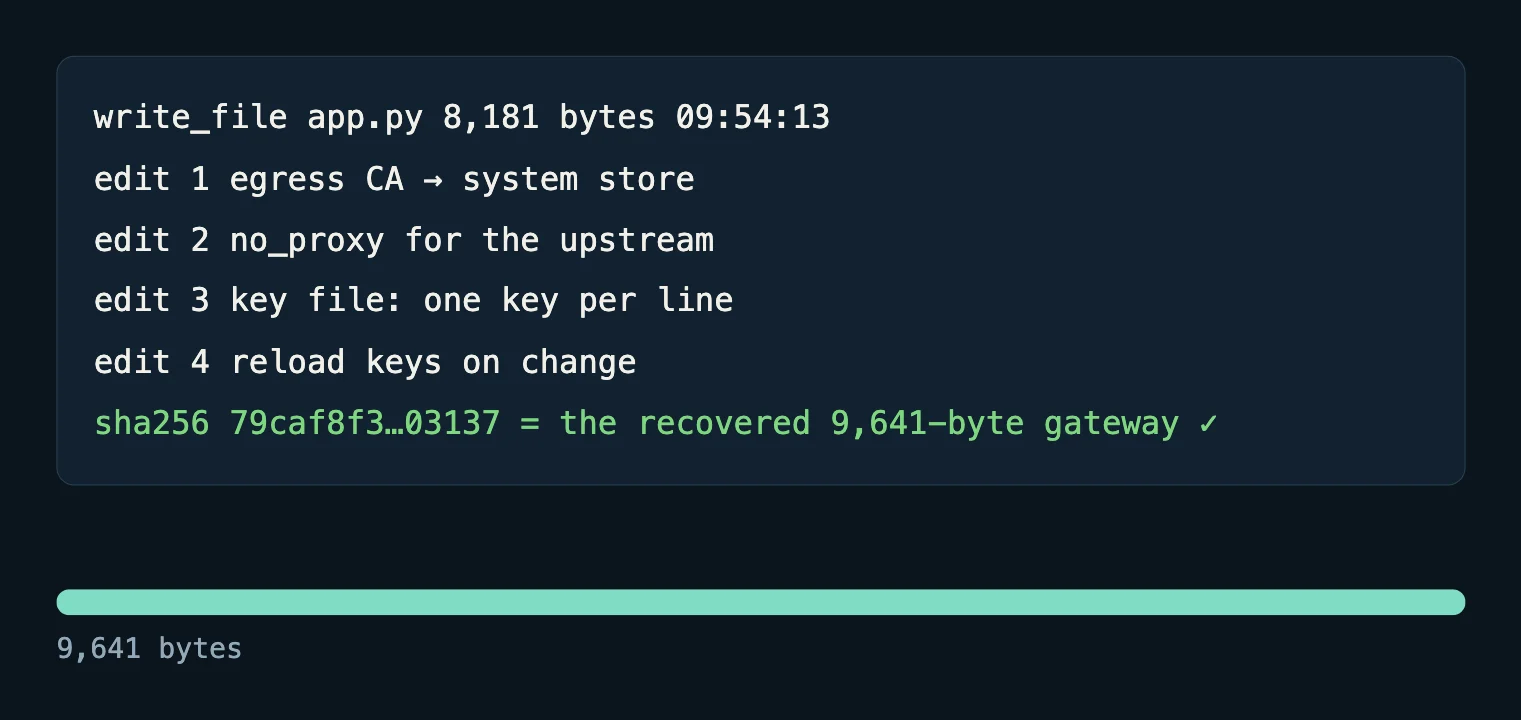 write_file app.py 8,181 bytes 09:54:13
edit 1 egress CA → system store
edit 2 no_proxy for the upstream
edit 3 key file: one key per line
edit 4 reload keys on change
sha256 79caf8f3…03137 = the recovered 9,641–byte gateway ✓
9,641 bytes